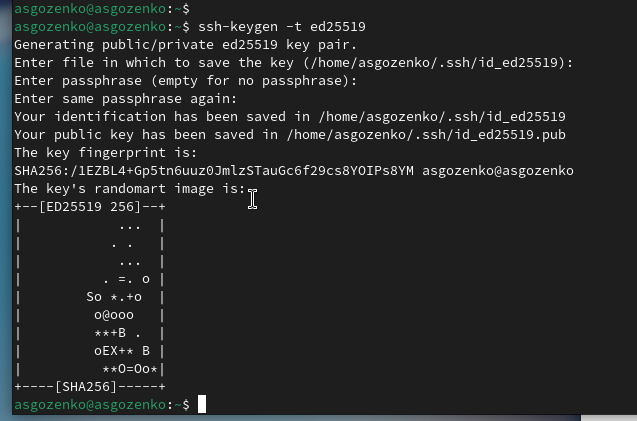 asgozenko@asgozenko:~$
asgozenko@asgozenko:~$ ssh-keygen -t ed25519
Generating public/private ed25519 key pair.
Enter file in which to save the key (/home/asgozenko/.ssh/id_ed25519):
Enter passphrase (empty for no passphrase):
Enter same passphrase again:
Your identification has been saved in /home/asgozenko/.ssh/id_ed25519
Your public key has been saved in /home/asgozenko/.ssh/id_ed25519.pub
The key fingerprint is:
SHA256:/1EZBL4+Gp5tn6uuz0JmlzSTauGc6f29cs8YOIPs8YM asgozenko@asgozenko
The key's randomart image is:
+--[ED25519 256]--+
|            ...  |
|           . .   |
|            ...  |
|          . =. o |
|        So *.+o  |
|         o@ooo   |
|         **+B .  |
|         oEX+* B |
|          **O=Oo*|
+----[SHA256]-----+
asgozenko@asgozenko:~$